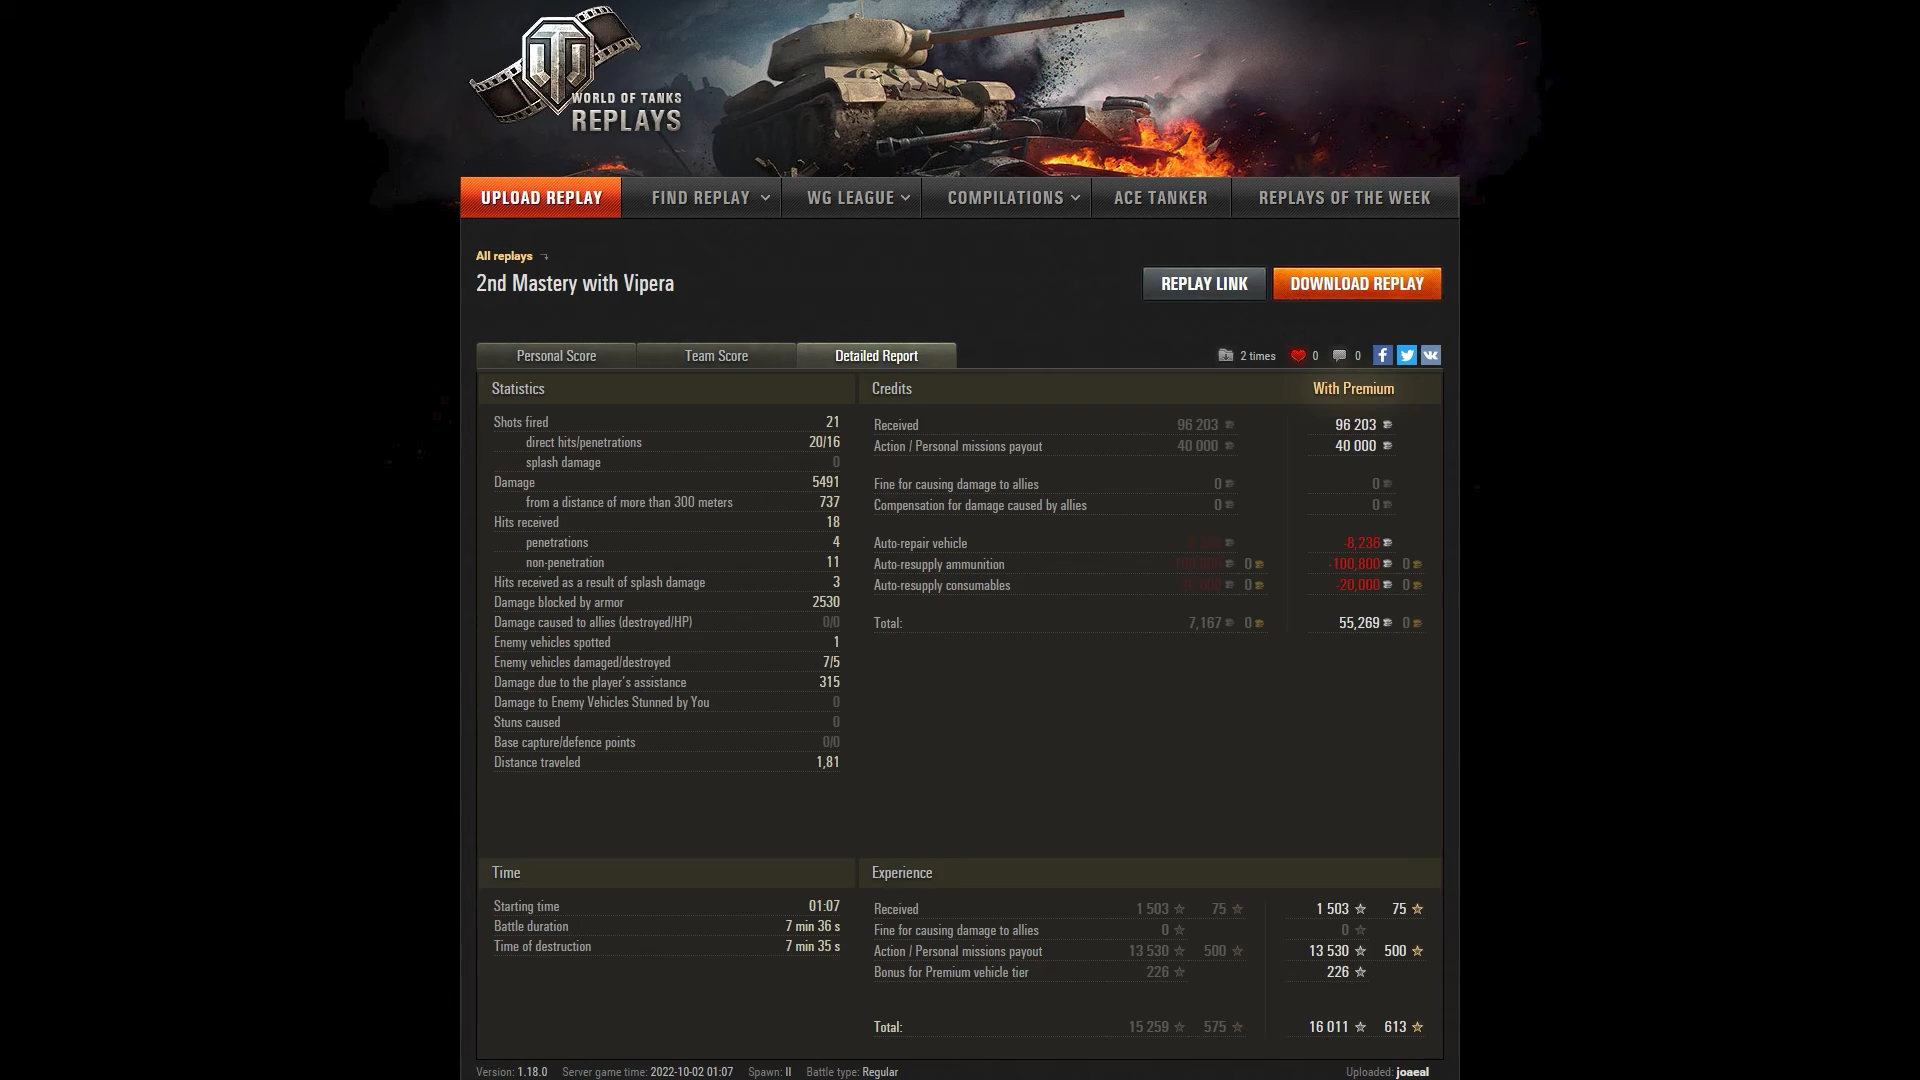 WORLD OF TANKS
REPLAYS
UPLOAD REPLAY FIND REPLAY WG LEAGUE COMPILATIONS ACE TANKER REPLAYS OF THE WEEK
All replays
2nd Mastery with Vipera
REPLAY LINK DOWNLOAD REPLAY
Personal Score Team Score Detailed Report 2 times 0 0
Statistics
Shots fired 21
direct hits/penetrations 20/16
splash damage 0
Damage 5491
from a distance of more than 300 meters 737
Hits received 18
penetrations 4
non-penetration 11
Hits received as a result of splash damage 3
Damage blocked by armor 2530
Damage caused to allies (destroyed/HP) 0/0
Enemy vehicles spotted 1
Enemy vehicles damaged/destroyed 7/5
Damage due to the player's assistance 315
Damage to Enemy Vehicles Stunned by You 0
Stuns caused 0
Base capture/defence points 0/0
Distance traveled 1,81
Credits With Premium
Received 96 203 96 203
Action / Personal missions payout 40 000 40 000
Fine for causing damage to allies 0 0
Compensation for damage caused by allies 0 0
Auto-repair vehicle -8,236
Auto-resupply ammunition 0 -100,800 0
Auto-resupply consumables 0 -20,000 0
Total: 7,167 0 55,269 0
Time
Starting time 01:07
Battle duration 7 min 36 s
Time of destruction 7 min 35 s
Experience
Received 1 503 75 1 503 75
Fine for causing damage to allies 0 0
Action / Personal missions payout 13 530 500 13 530 500
Bonus for Premium vehicle tier 226 226
Total: 15 259 575 16 011 613
Version: 1.18.0 Server game time: 2022-10-02 01:07 Spawn: II Battle type: Regular Uploaded: joaeal